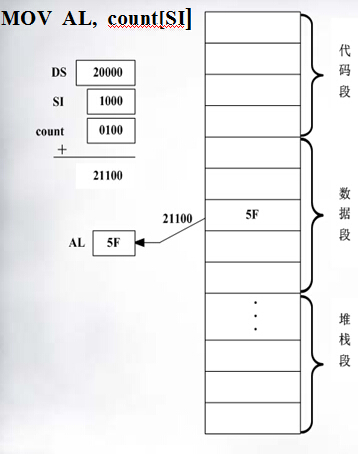 MOV AL, count[SI]
DS 20000
SI 1000
count 0100
+
21100
21100
AL 5F
5F
代码段
数据段
堆栈段